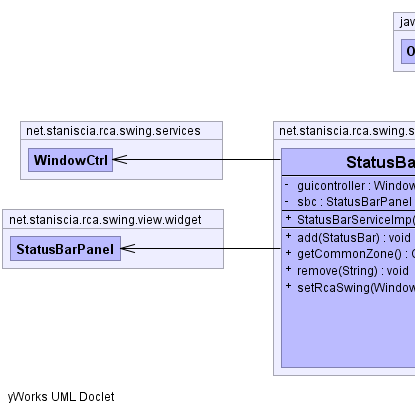 jav
O
net.staniscia.rca.swing.services
WindowCtrl
net.staniscia.rca.swing.s
StatusBa
- guicontroller : Window
- sbc : StatusBarPanel
+ StatusBarServiceImp(
+ add(StatusBar) : void
+ getCommonZone() : C
+ remove(String) : void
+ setRcaSwing(Window
net.staniscia.rca.swing.view.widget
StatusBarPanel
yWorks UML Doclet